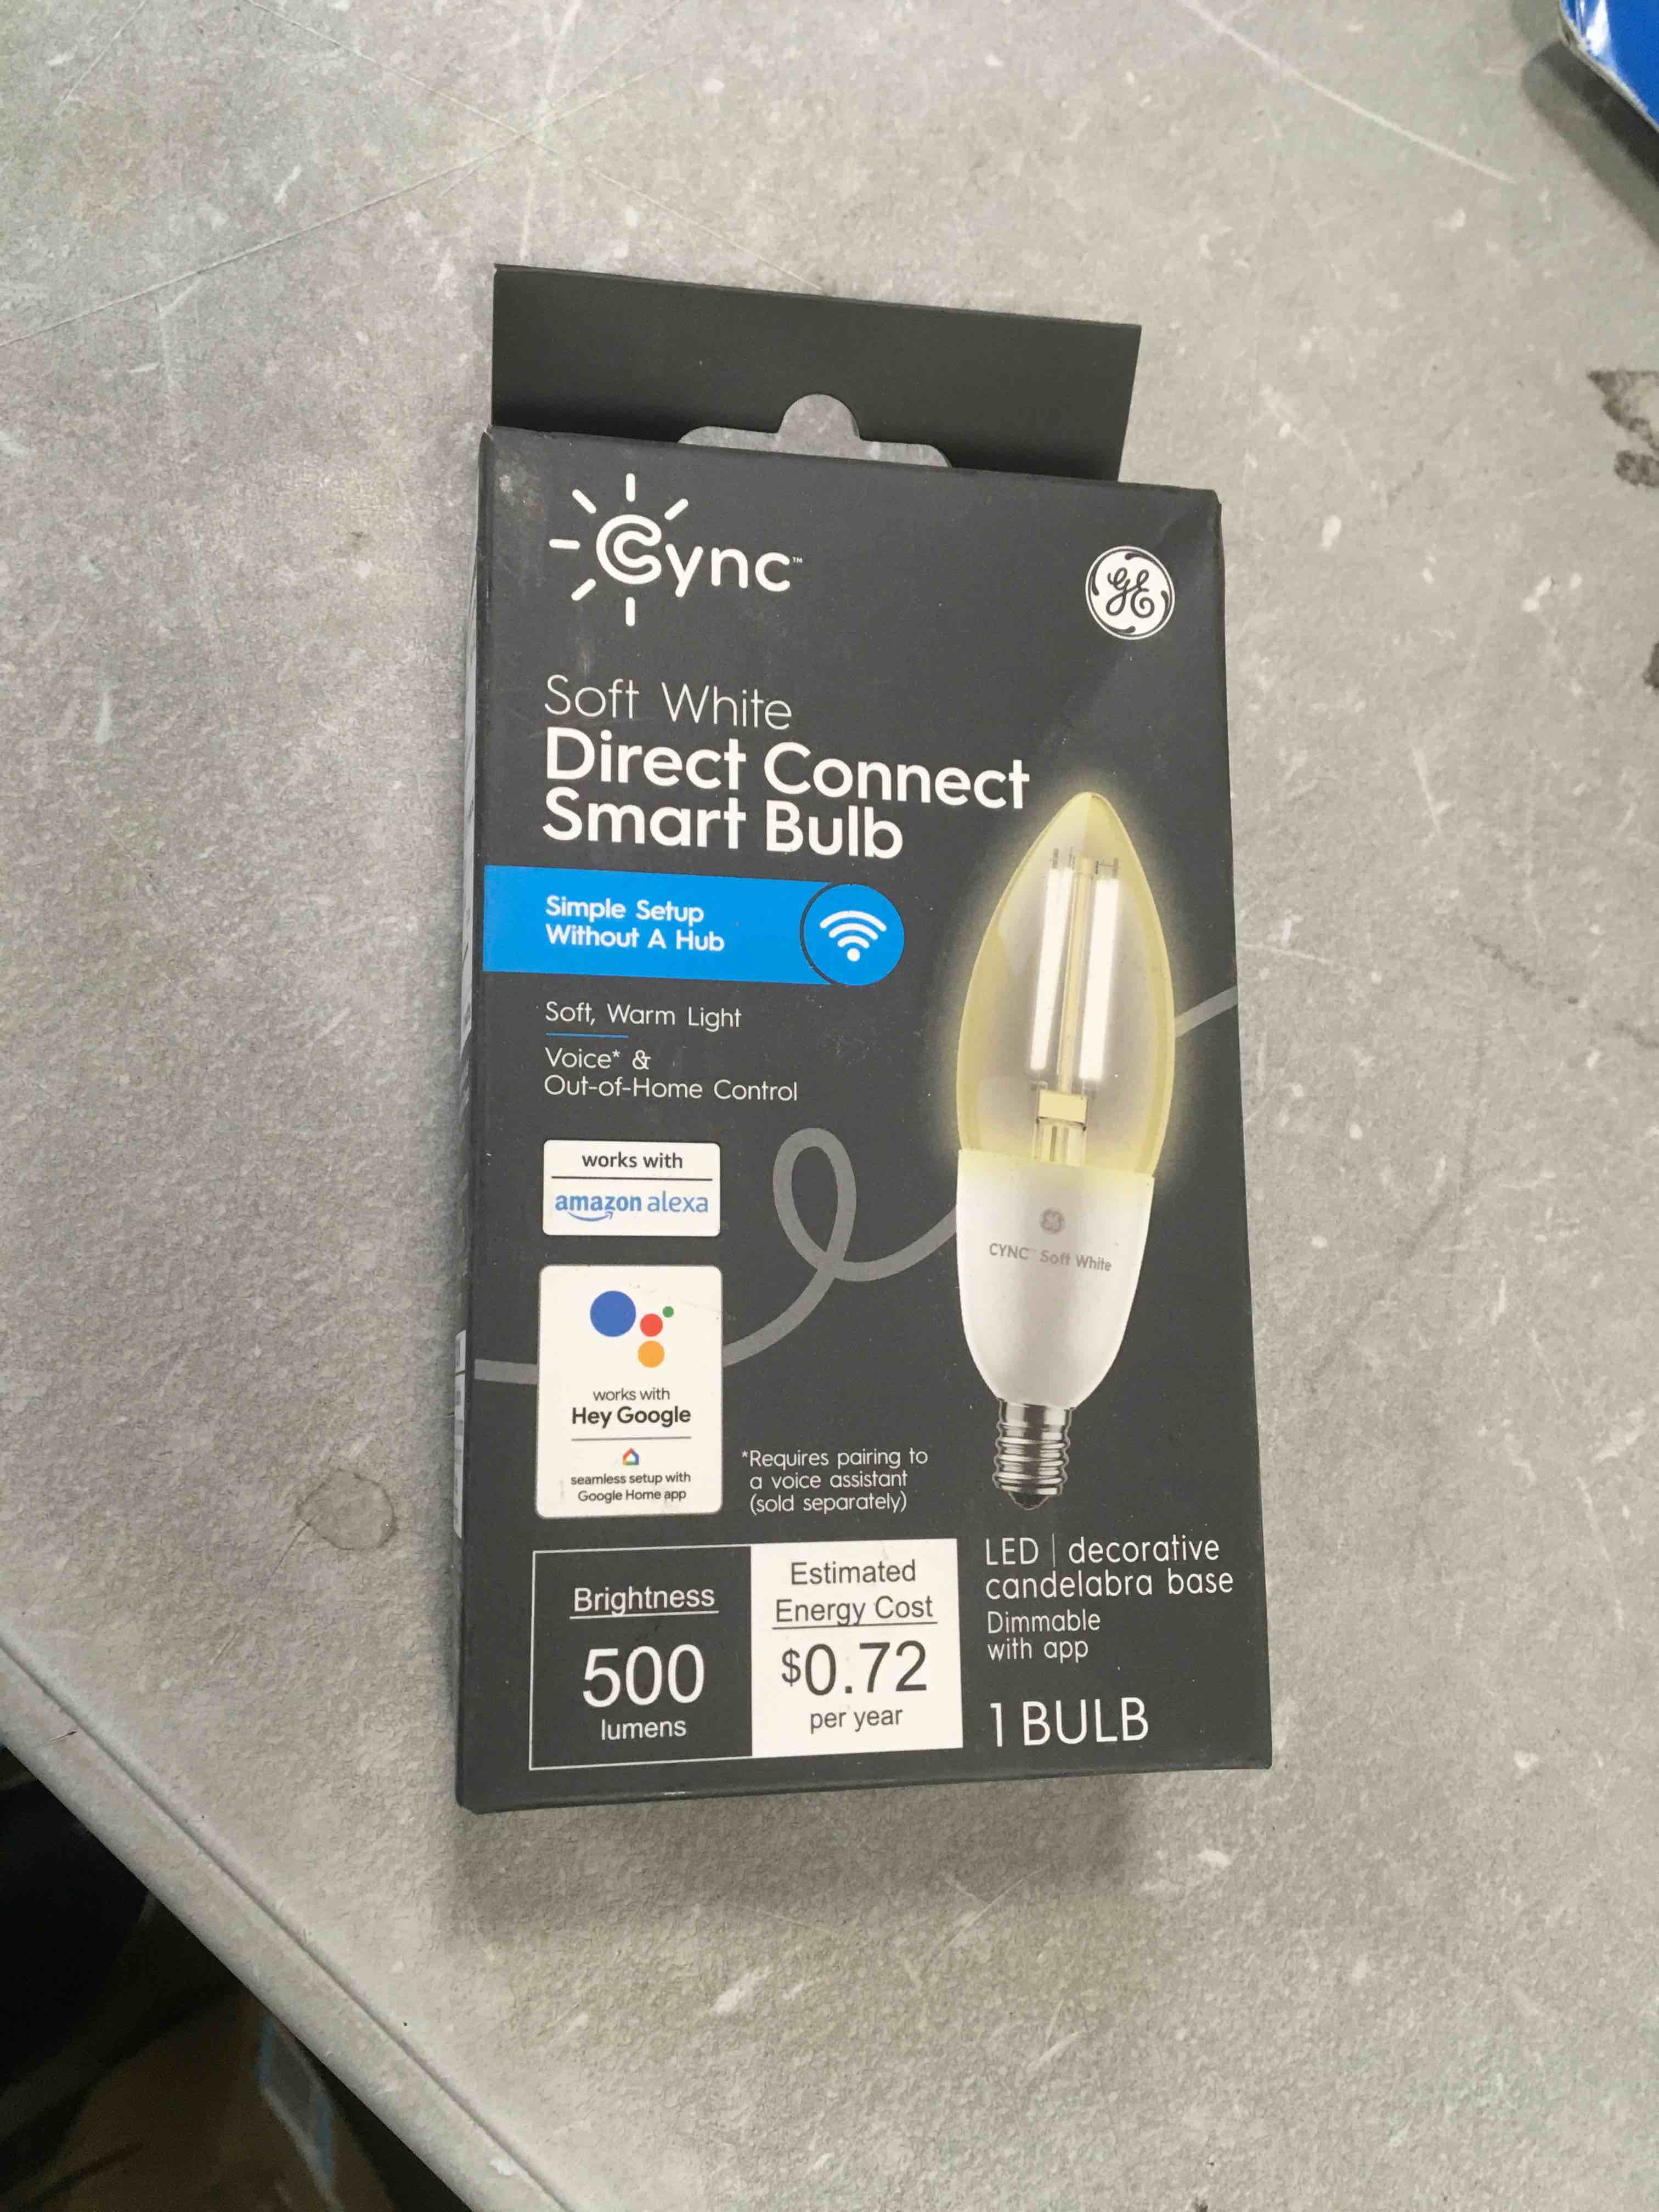 Cync™
GE
Soft White
Direct Connect
Smart Bulb
Simple Setup
Without A Hub
Soft, Warm Light
Voice* &
Out-of-Home Control
works with
amazon alexa
works with
Hey Google
seamless setup with
Google Home app
*Requires pairing to
a voice assistant
(sold separately)
CYNC™ Soft White
Brightness
500
lumens
Estimated
Energy Cost
$0.72
per year
LED | decorative
candelabra base
Dimmable
with app
1 BULB